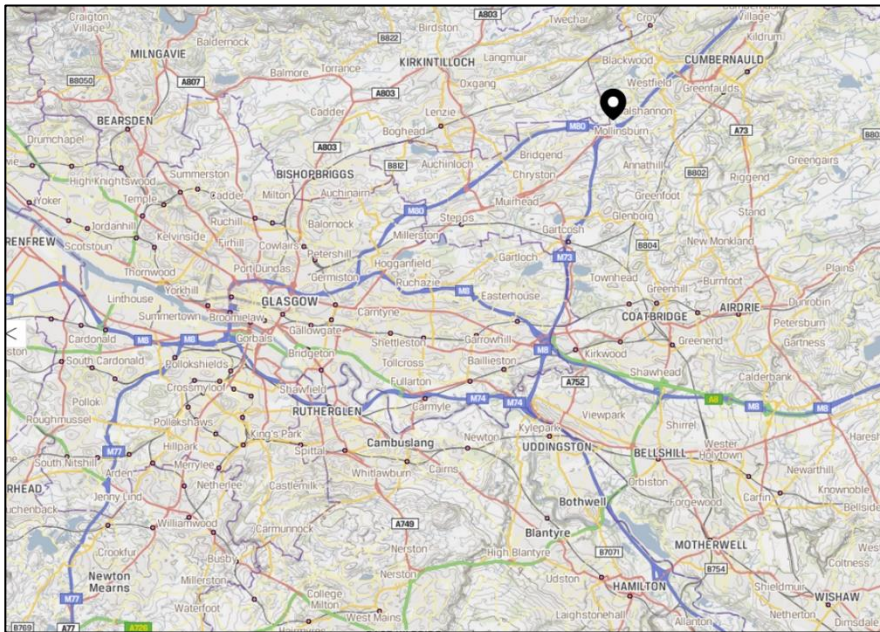 Craigton Village
Baldernock
Birdston
A803
Twechar
Croy
Village
B822
Kildrum
MILNGAVIE
Torrance
KIRKINTILLOCH
Langmuir
Blackwood
CUMBERNAULD
B8050
A807
Balmore
Oxgang
Westfield
Greenfaulds
A803
Cadder
BEARSDEN
Lenzie
Mollinsburn
M80
A73
Drumchapel
A803
Boghead
Bridgend
Greengairs
Summerston
BISHOPBRIGGS
B812
Auchinloch
Chryston
Annathill
High Knightswood
B802
Riggend
Temple
Cadder
Milton
Auchinairn
Muirhead
Greenfoot
Yoker
Ruchill
Balornock
M80
Stepps
Glenboig
Stand
Jordanhill
Kelvinside
Firhill
Cowlairs
Millerston
Gartcosh
RENFREW
Scotstoun
Petershill
B804
New Monkland
Port Dundas
Germiston
Hogganfield
Gartloch
M73
Plains
Thornwood
Yorkhill
Ruchazie
M8
Townhead
Burnfoot
Linthouse
GLASGOW
Easterhouse
COATBRIDGE
AIRDRIE
Dunrobin
Summertown
Broomielaw
Carntyne
Petersburn
Cardonald
M8
M8
Gorbals
Gallowgate
Shettleston
Garrowhill
M8
Kirkwood
Greenend
Gartness
South Cardonald
Pollokshields
Bridgeton
Tollcross
Baillieston
Shawhead
Crossmyloof
Fullarton
A752
Calderbank
Pollok
Shawfield
M74
M74
A8
M8
M8
Roughmussel
Pollokshaws
RUTHERGLEN
Carmyle
Viewpark
Shirrel
King's Park
Kylepark
Hillpark
Cambuslang
Newton
UDDINGSTON
Wester Holytown
Newarthill
M77
Spittal
BELLSHILL
South Nitshill
Merrylee
Whitlawburn
Cairns
Orbiston
Knownoble
Arden
Netherlee
Castlemilk
Carfin
Jenny Lind
Bothwell
A749
Williamwood
Carmunnock
Blantyre
MOTHERWELL
Crookfur
Busby
Nerston
High Blantyre
B7071
Newton Mearns
Millerston
Nerston
Udston
B754
Shieldmuir
M77
Waterfoot
College Milton
HAMILTON
WISHAW
B769
A77
A726
West Mains
Laighstonehall
Allanton
Netherton